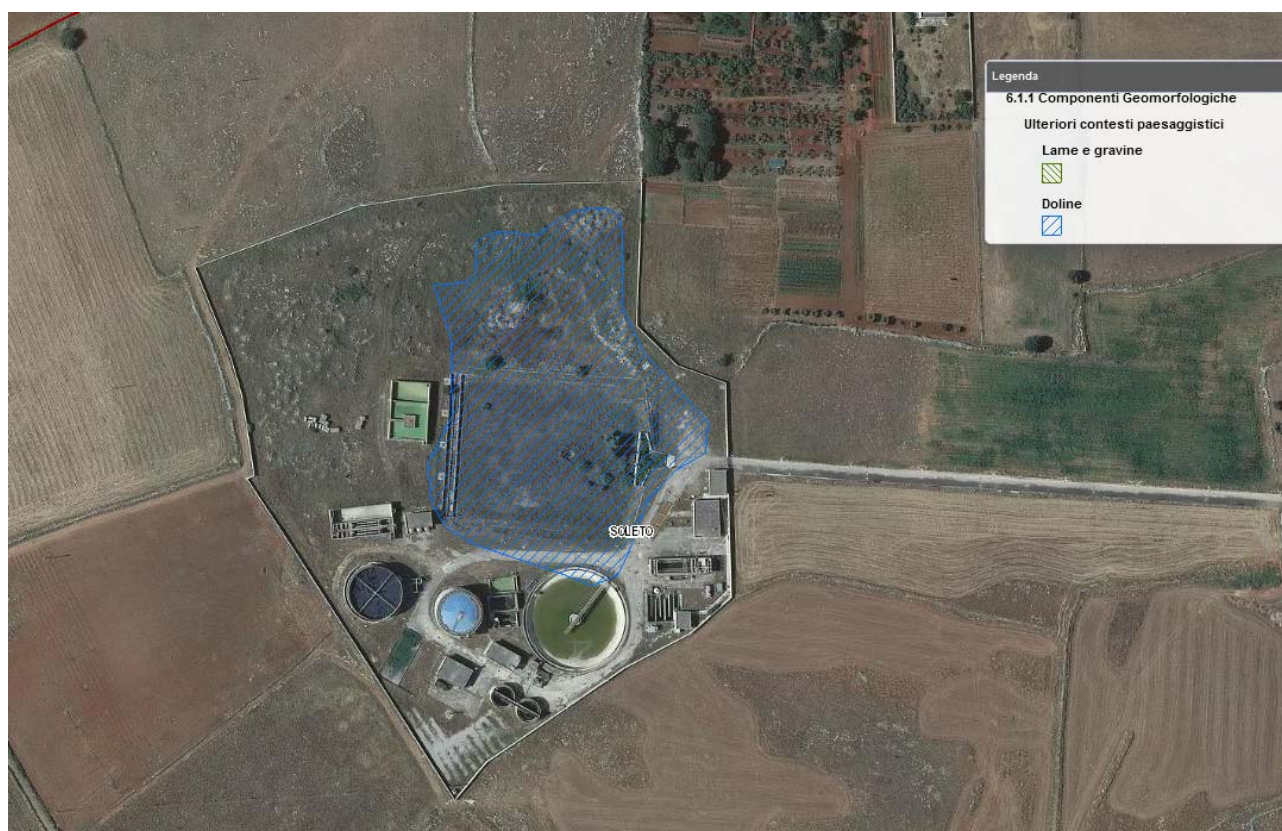 Legenda
6.1.1 Componenti Geomorfologiche
Ulteriori contesti paesaggistici
Lame e gravine
Doline
SOLETO